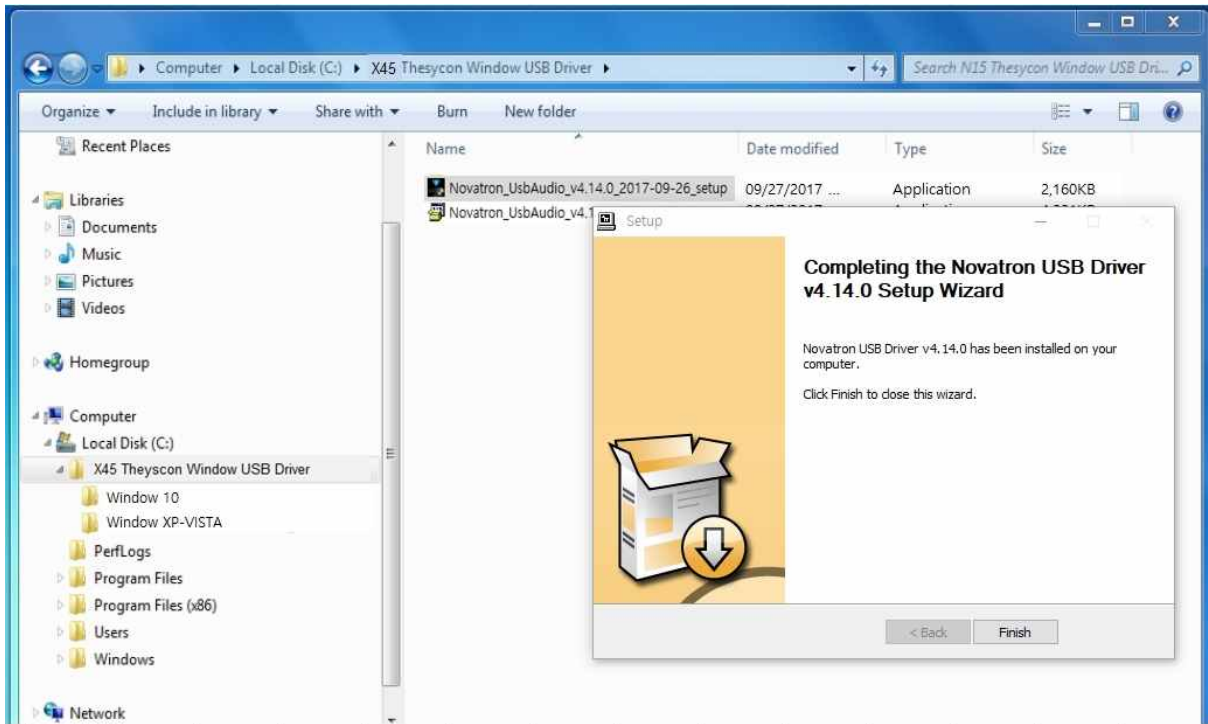 Computer ▸ Local Disk (C:) ▸ X45 Thesycon Window USB Driver ▸
Search N15 Thesycon Window USB Dri...
Organize Include in library Share with Burn New folder
Recent Places
Libraries
Documents
Music
Pictures
Videos
Homegroup
Computer
Local Disk (C:)
X45 Theyscon Window USB Driver
Window 10
Window XP-VISTA
PerfLogs
Program Files
Program Files (x86)
Users
Windows
Network
Name Date modified Type Size
Novatron_UsbAudio_v4.14.0_2017-09-26_setup 09/27/2017 ... Application 2,160KB
Novatron_UsbAudio_v4.1
Setup
Completing the Novatron USB Driver
v4.14.0 Setup Wizard
Novatron USB Driver v4.14.0 has been installed on your
computer.
Click Finish to close this wizard.
< Back Finish